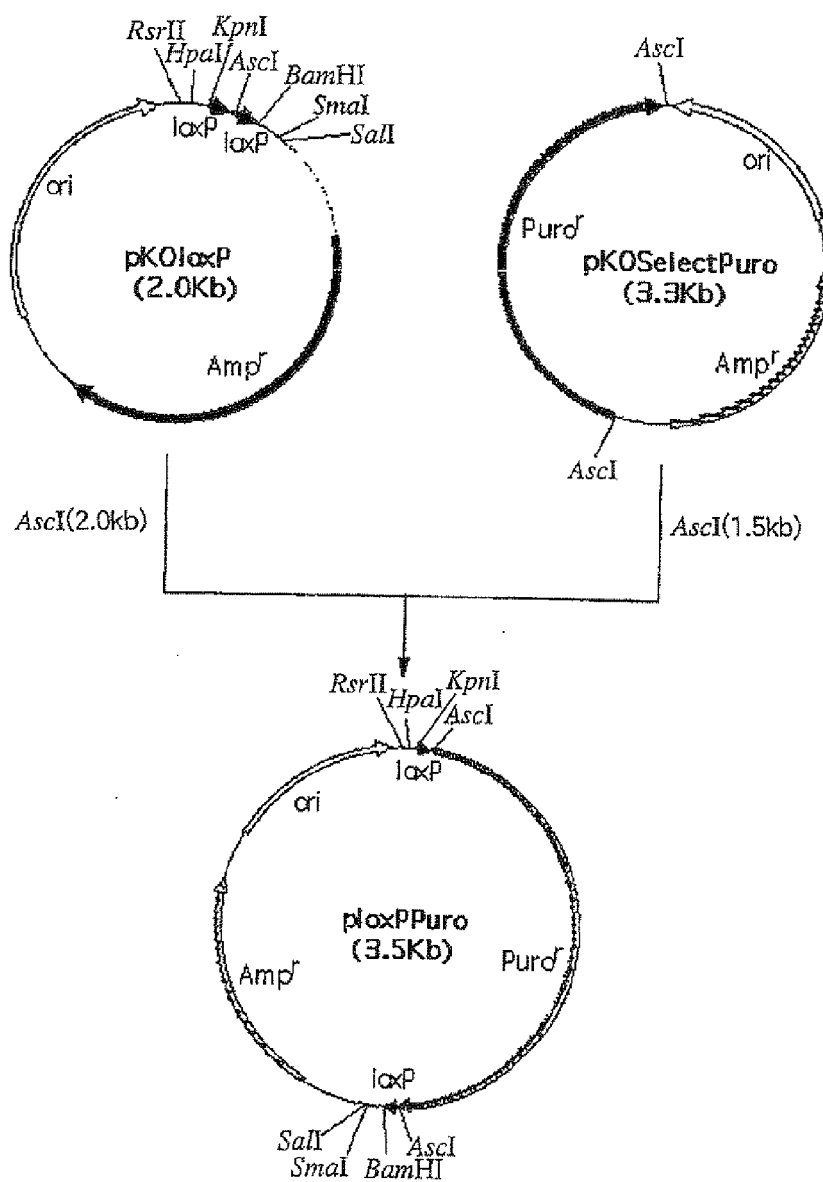 RsrII
HpaI
KpnI
AscI
BamHI
SmaI
SalI
loxP
loxP
ori
pKOloxP
(2.0Kb)
Ampr
AscI
ori
Puror
pKOSelectPuro
(3.3Kb)
Ampr
AscI
AscI(2.0kb)
AscI(1.5kb)
RsrII
HpaI
KpnI
AscI
loxP
ori
ploxPPuro
(3.5Kb)
Ampr
Puror
loxP
SalI
SmaI
BamHI
AscI